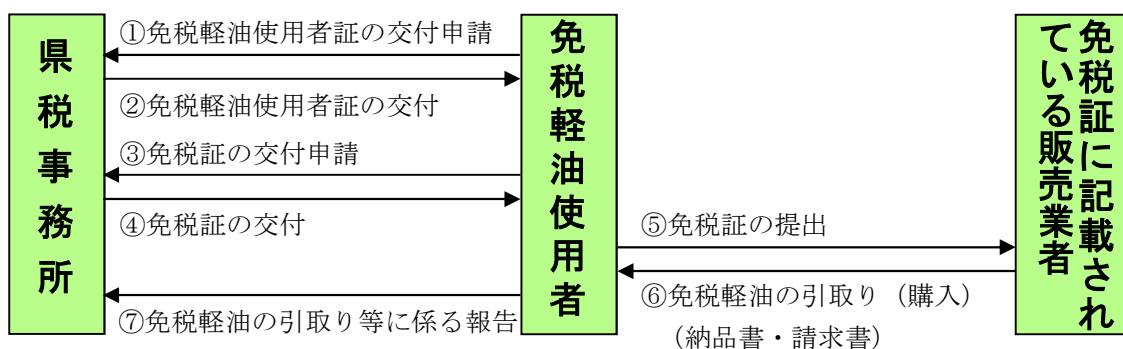 県税事務所
①免税軽油使用者証の交付申請
②免税軽油使用者証の交付
③免税証の交付申請
④免税証の交付
⑦免税軽油の引取り等に係る報告
免税軽油使用者
⑤免税証の提出
⑥免税軽油の引取り（購入）
（納品書・請求書）
免税証に記載され
ている販売業者